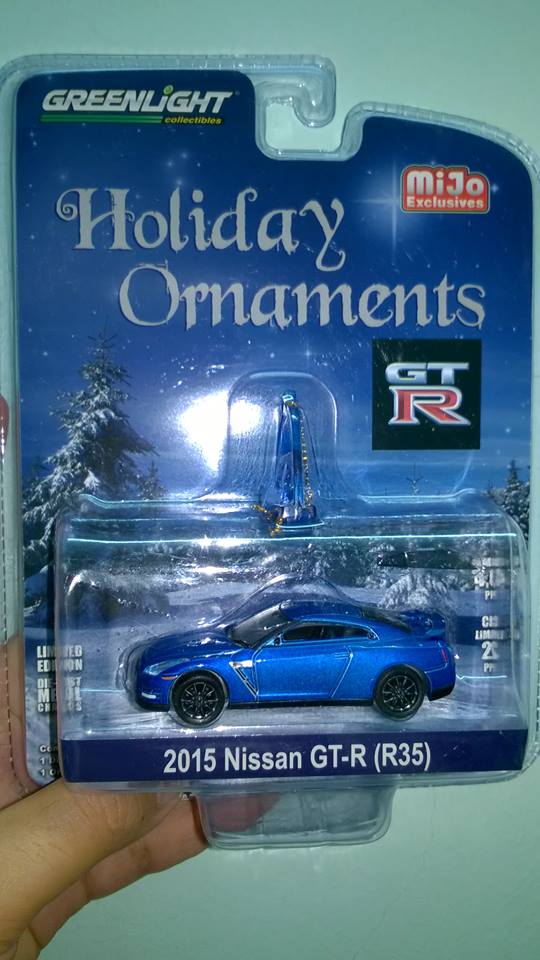 GREENLIGHT
collectibles
MiJo
Exclusives
Holiday
Ornaments
GT
R
LIMITED
EDITION
DIE-CAST
METAL
2015 Nissan GT-R (R35)